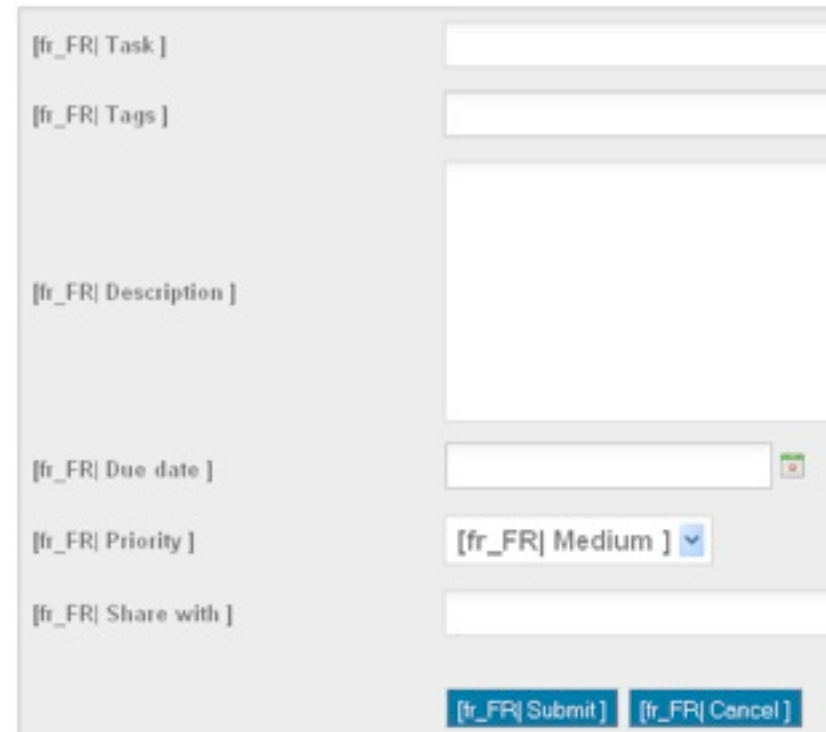 [fr_FR| Task ]
[fr_FR| Tags ]
[fr_FR| Description ]
[fr_FR| Due date ]
[fr_FR| Priority ] [fr_FR| Medium ]
[fr_FR| Share with ]
[fr_FR| Submit ] [fr_FR| Cancel ]